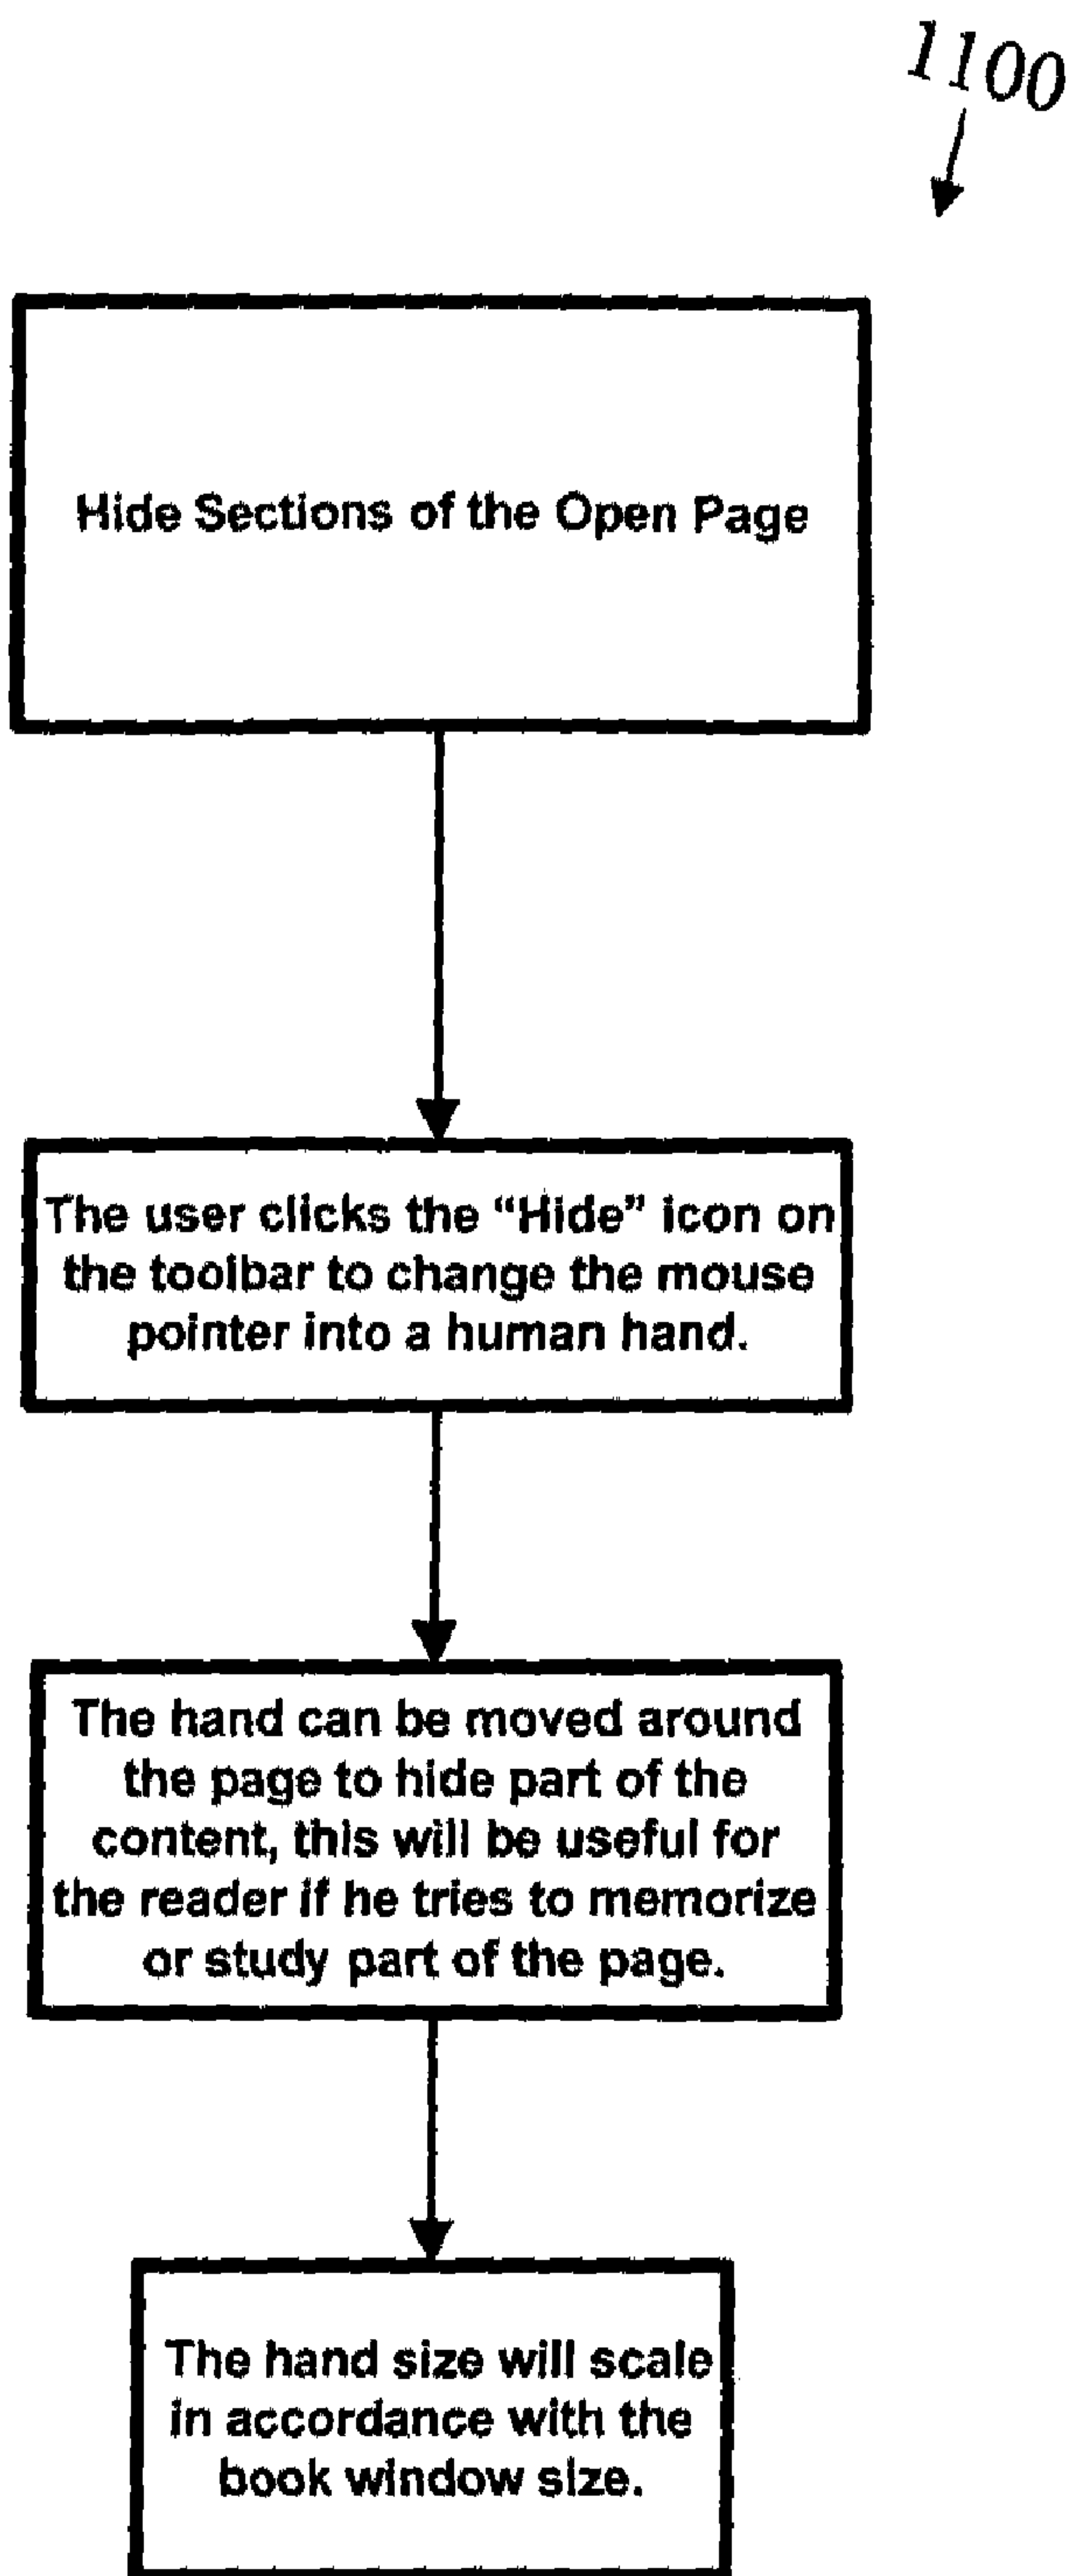 1100
Hide Sections of the Open Page
The user clicks the “Hide” icon on
the toolbar to change the mouse
pointer into a human hand.
The hand can be moved around
the page to hide part of the
content, this will be useful for
the reader if he tries to memorize
or study part of the page.
The hand size will scale
in accordance with the
book window size.